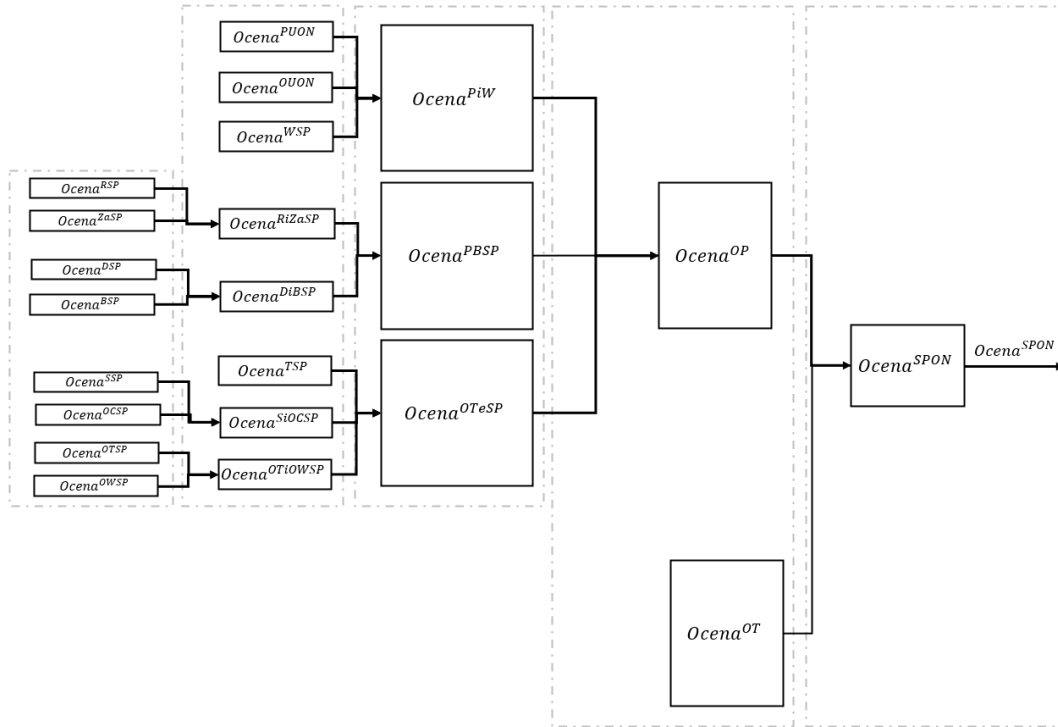 Ocena^RSP
Ocena^ZaSP
Ocena^DSP
Ocena^BSP
Ocena^SSP
Ocena^OCSP
Ocena^OTSP
Ocena^OWSP
Ocena^PUON
Ocena^OUON
Ocena^WSP
Ocena^RiZaSP
Ocena^DiBSP
Ocena^TSP
Ocena^SiOCSP
Ocena^OTiOWSP
Ocena^PiW
Ocena^PBSP
Ocena^OTeSP
Ocena^OP
Ocena^OT
Ocena^SPON
Ocena^SPON